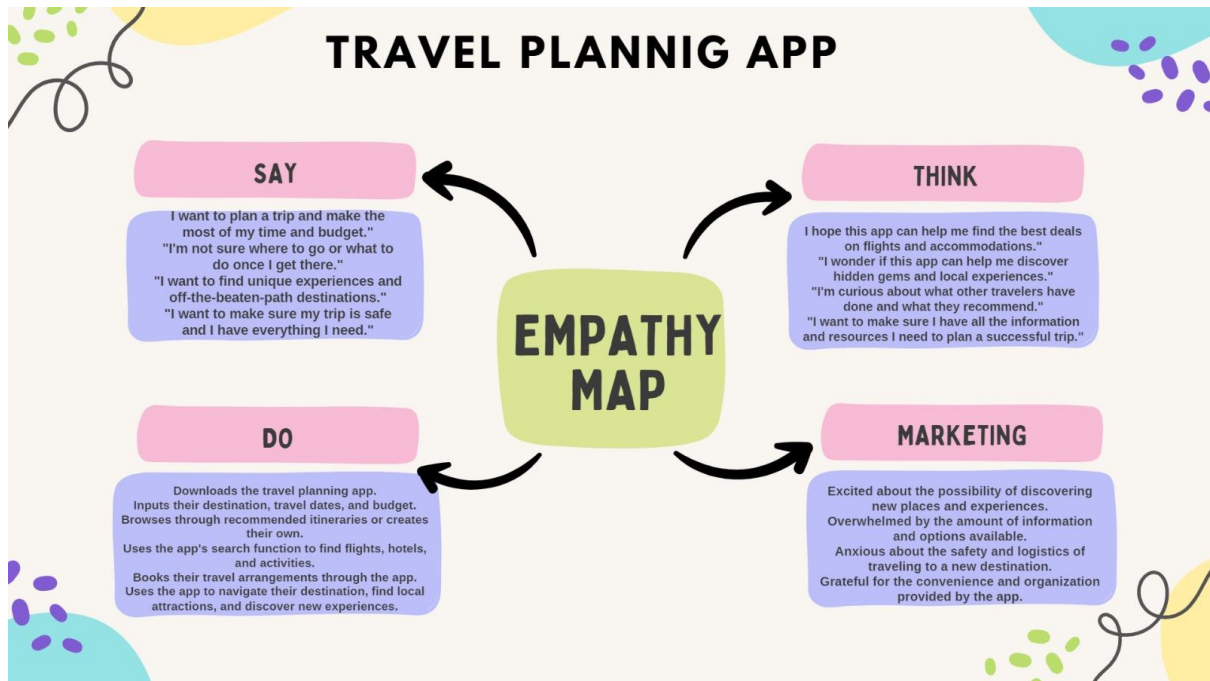 TRAVEL PLANNIG APP
SAY
I want to plan a trip and make the
most of my time and budget."
"I'm not sure where to go or what to
do once I get there."
"I want to find unique experiences and
off-the-beaten-path destinations."
"I want to make sure my trip is safe
and I have everything I need."
THINK
I hope this app can help me find the best deals
on flights and accommodations."
"I wonder if this app can help me discover
hidden gems and local experiences."
"I'm curious about what other travelers have
done and what they recommend."
"I want to make sure I have all the information
and resources I need to plan a successful trip."
EMPATHY
MAP
DO
Downloads the travel planning app.
Inputs their destination, travel dates, and budget.
Browses through recommended itineraries or creates
their own.
Uses the app's search function to find flights, hotels,
and activities.
Books their travel arrangements through the app.
Uses the app to navigate their destination, find local
attractions, and discover new experiences.
MARKETING
Excited about the possibility of discovering
new places and experiences.
Overwhelmed by the amount of information
and options available.
Anxious about the safety and logistics of
traveling to a new destination.
Grateful for the convenience and organization
provided by the app.